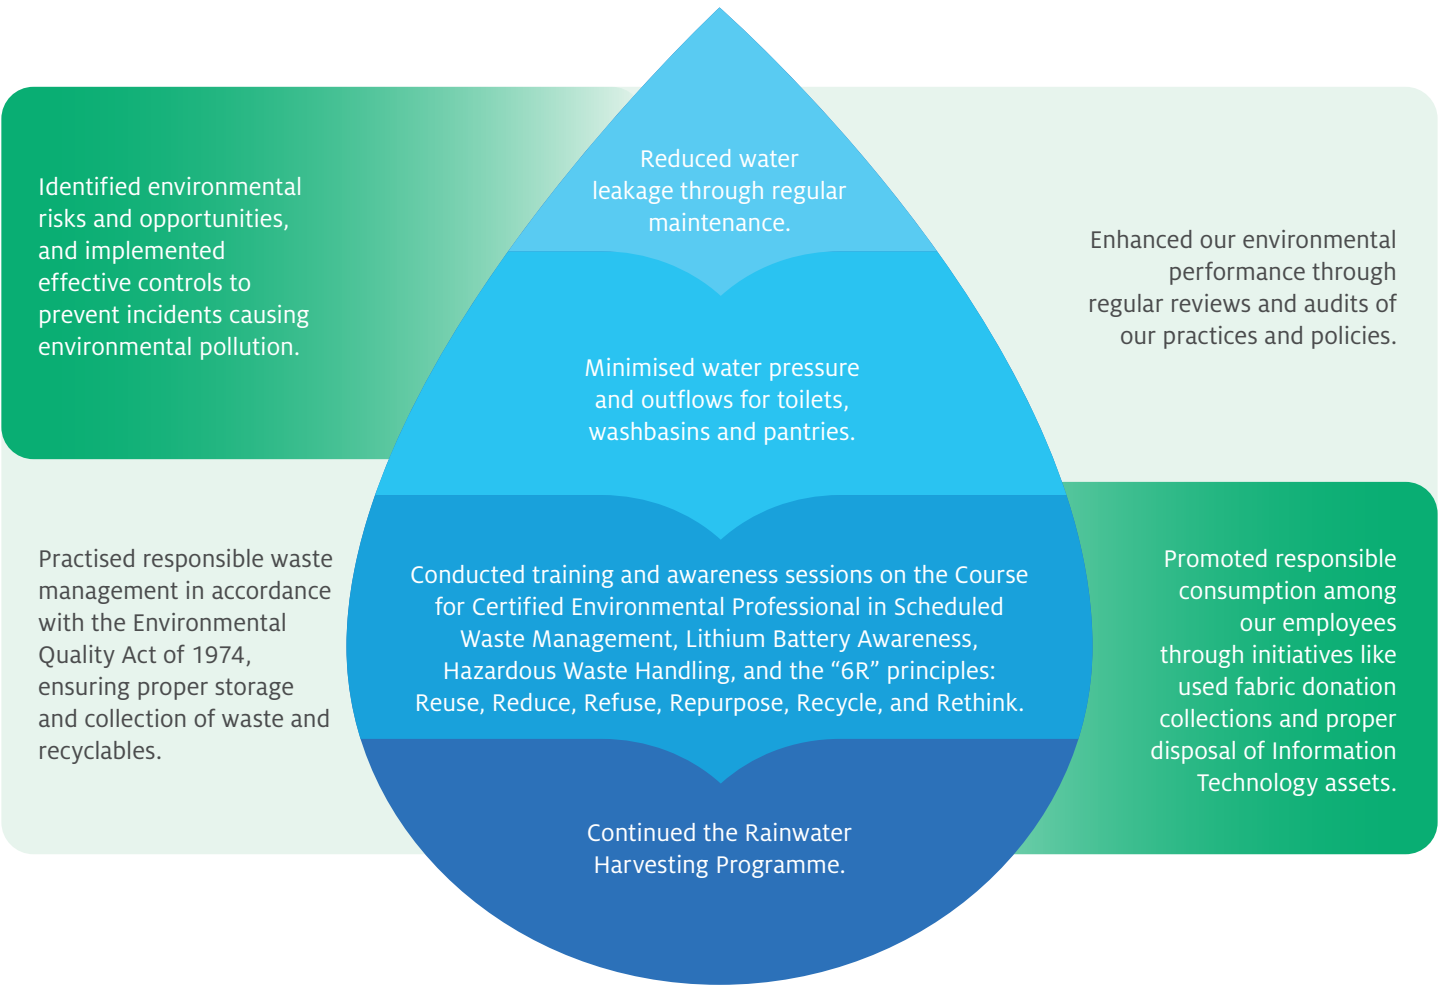 Identified environmental
risks and opportunities,
and implemented
effective controls to
prevent incidents causing
environmental pollution.
Practised responsible waste
management in accordance
with the Environmental
Quality Act of 1974,
ensuring proper storage
and collection of waste and
recyclables.
Reduced water
leakage through regular
maintenance.
Minimised water pressure
and outflows for toilets,
washbasins and pantries.
Conducted training and awareness sessions on the Course
for Certified Environmental Professional in Scheduled
Waste Management, Lithium Battery Awareness,
Hazardous Waste Handling, and the “6R” principles:
Reuse, Reduce, Refuse, Repurpose, Recycle, and Rethink.
Continued the Rainwater
Harvesting Programme.
Enhanced our environmental
performance through
regular reviews and audits of
our practices and policies.
Promoted responsible
consumption among
our employees
through initiatives like
used fabric donation
collections and proper
disposal of Information
Technology assets.